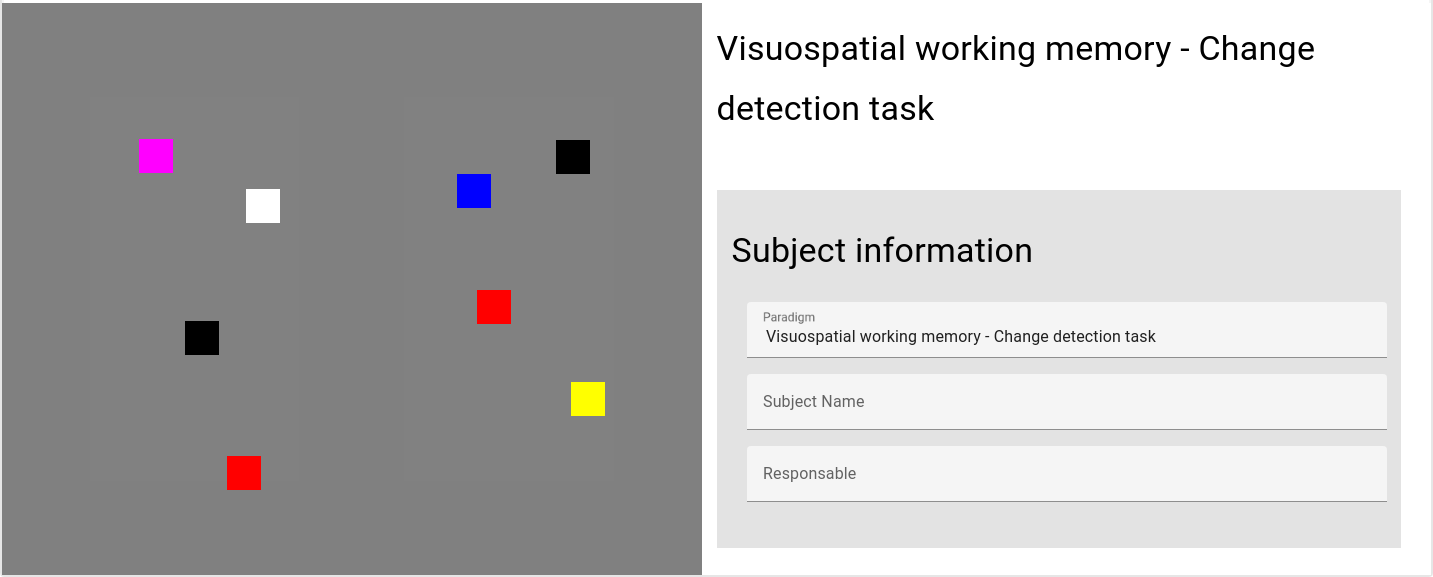 Visuospatial working memory - Change
detection task
Subject information
Paradigm
Visuospatial working memory - Change detection task
Subject Name
Responsable